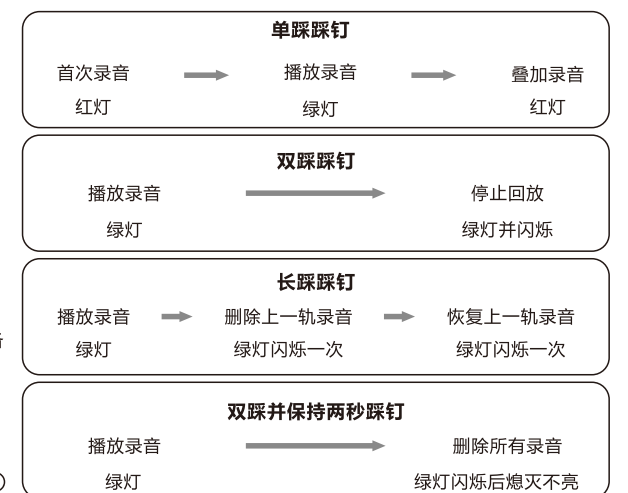 单踩踩钉
首次录音 播放录音 叠加录音
红灯 绿灯 红灯
双踩踩钉
播放录音 停止回放
绿灯 绿灯并闪烁
长踩踩钉
播放录音 删除上一轨录音 恢复上一轨录音
绿灯 绿灯闪烁一次 绿灯闪烁一次
双踩并保持两秒踩钉
播放录音 删除所有录音
绿灯 绿灯闪烁后熄灭不亮